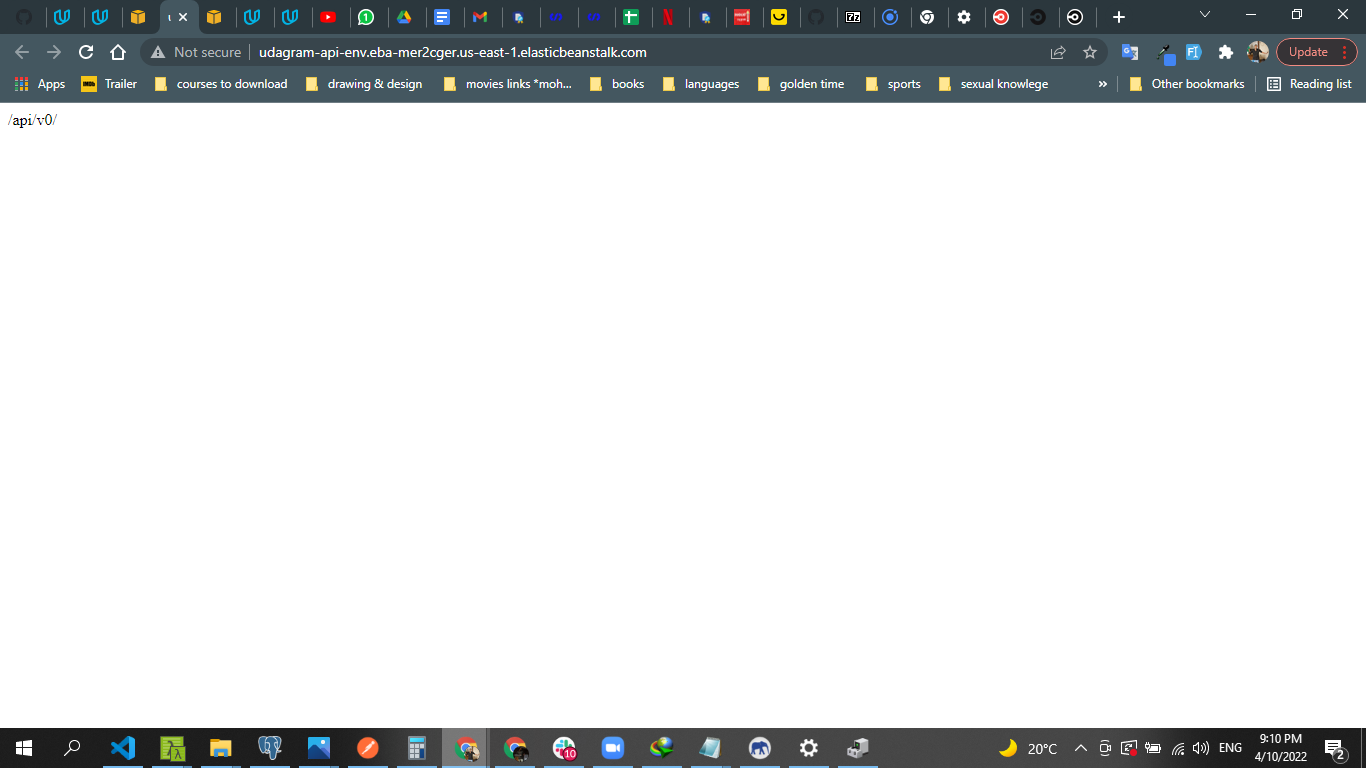 Not secure udagram-api-env.eba-mer2cger.us-east-1.elasticbeanstalk.com Update
Apps IMDb Trailer courses to download drawing & design movies links *moh... books languages golden time sports sexual knowlege » Other bookmarks Reading list
/api/v0/
20°C ENG 9:10 PM
4/10/2022
10
2